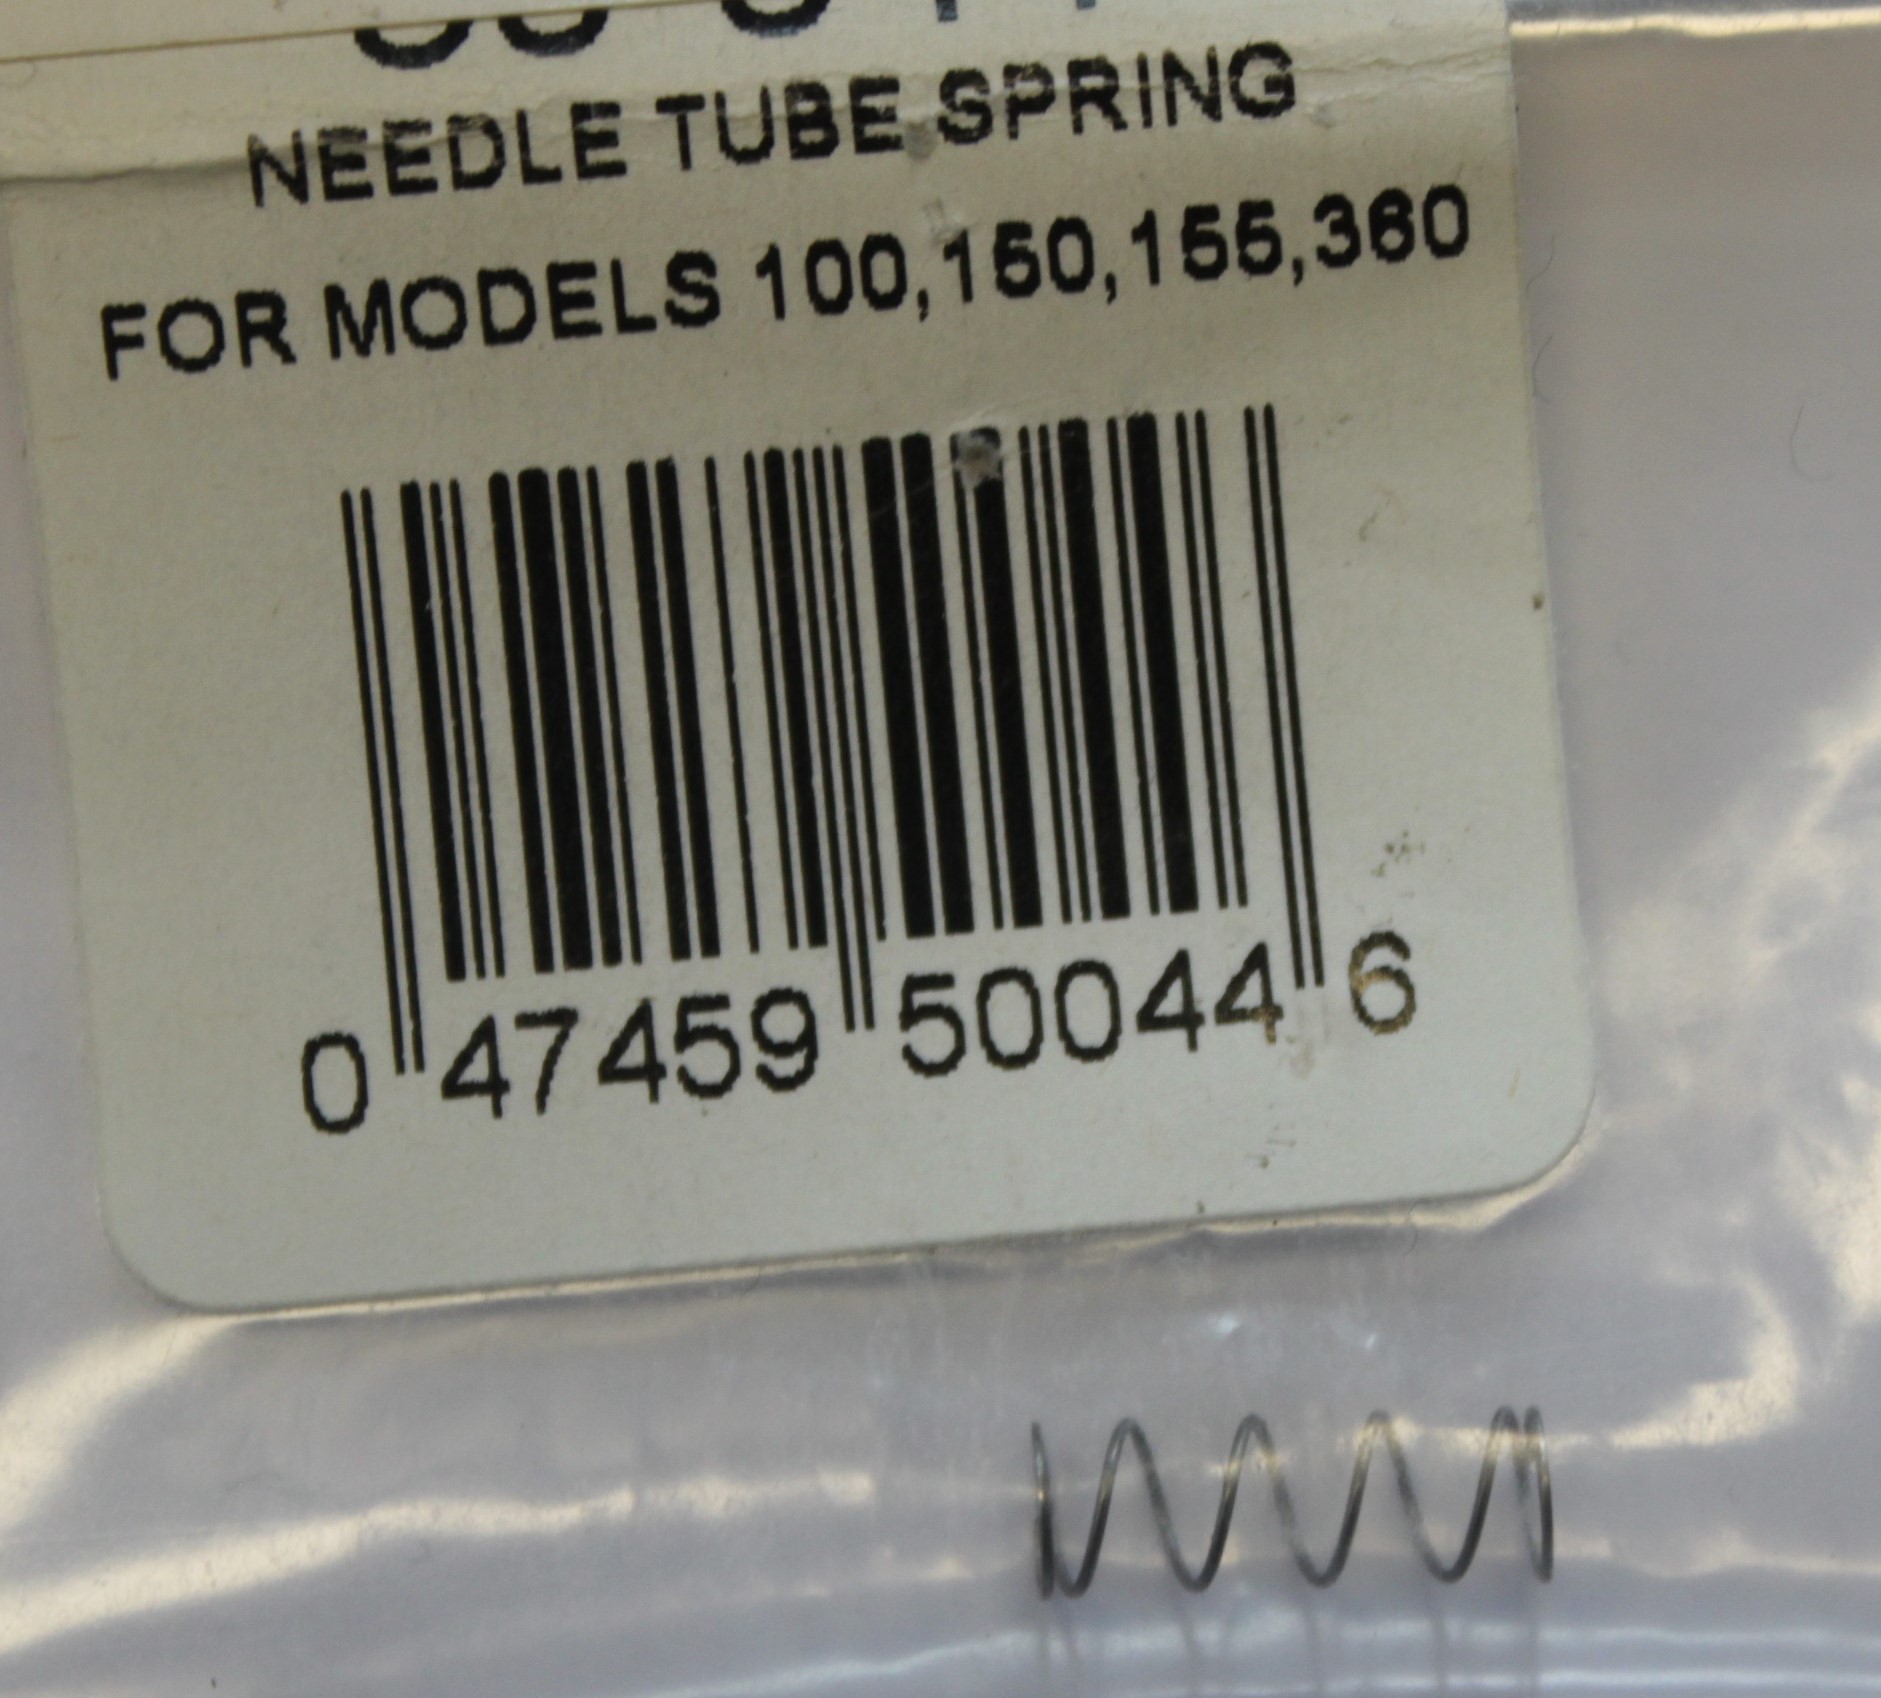 NEEDLE TUBE SPRING
FOR MODELS 100,150,155,360
0 47459 50044 6